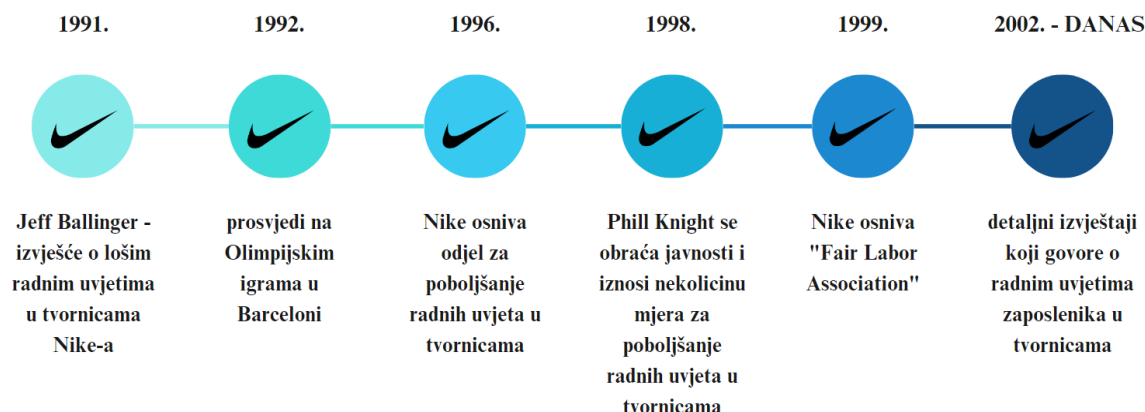 1991.
1992.
1996.
1998.
1999.
2002. - DANAS
Jeff Ballinger -
izvješće o lošim
radnim uvjetima
u tvornicama
Nike-a
prosvjedi na
Olimpijskim
igrama u
Barceloni
Nike osniva
odjel za
poboljšanje
radnih uvjeta u
tvornicama
Phill Knight se
obraća javnosti i
iznosi nekolicinu
mjera za
poboljšanje
radnih uvjeta u
tvornicama
Nike osniva
"Fair Labor
Association"
detaljni izvještaji
koji govore o
radnim uvjetima
zaposlenika u
tvornicama